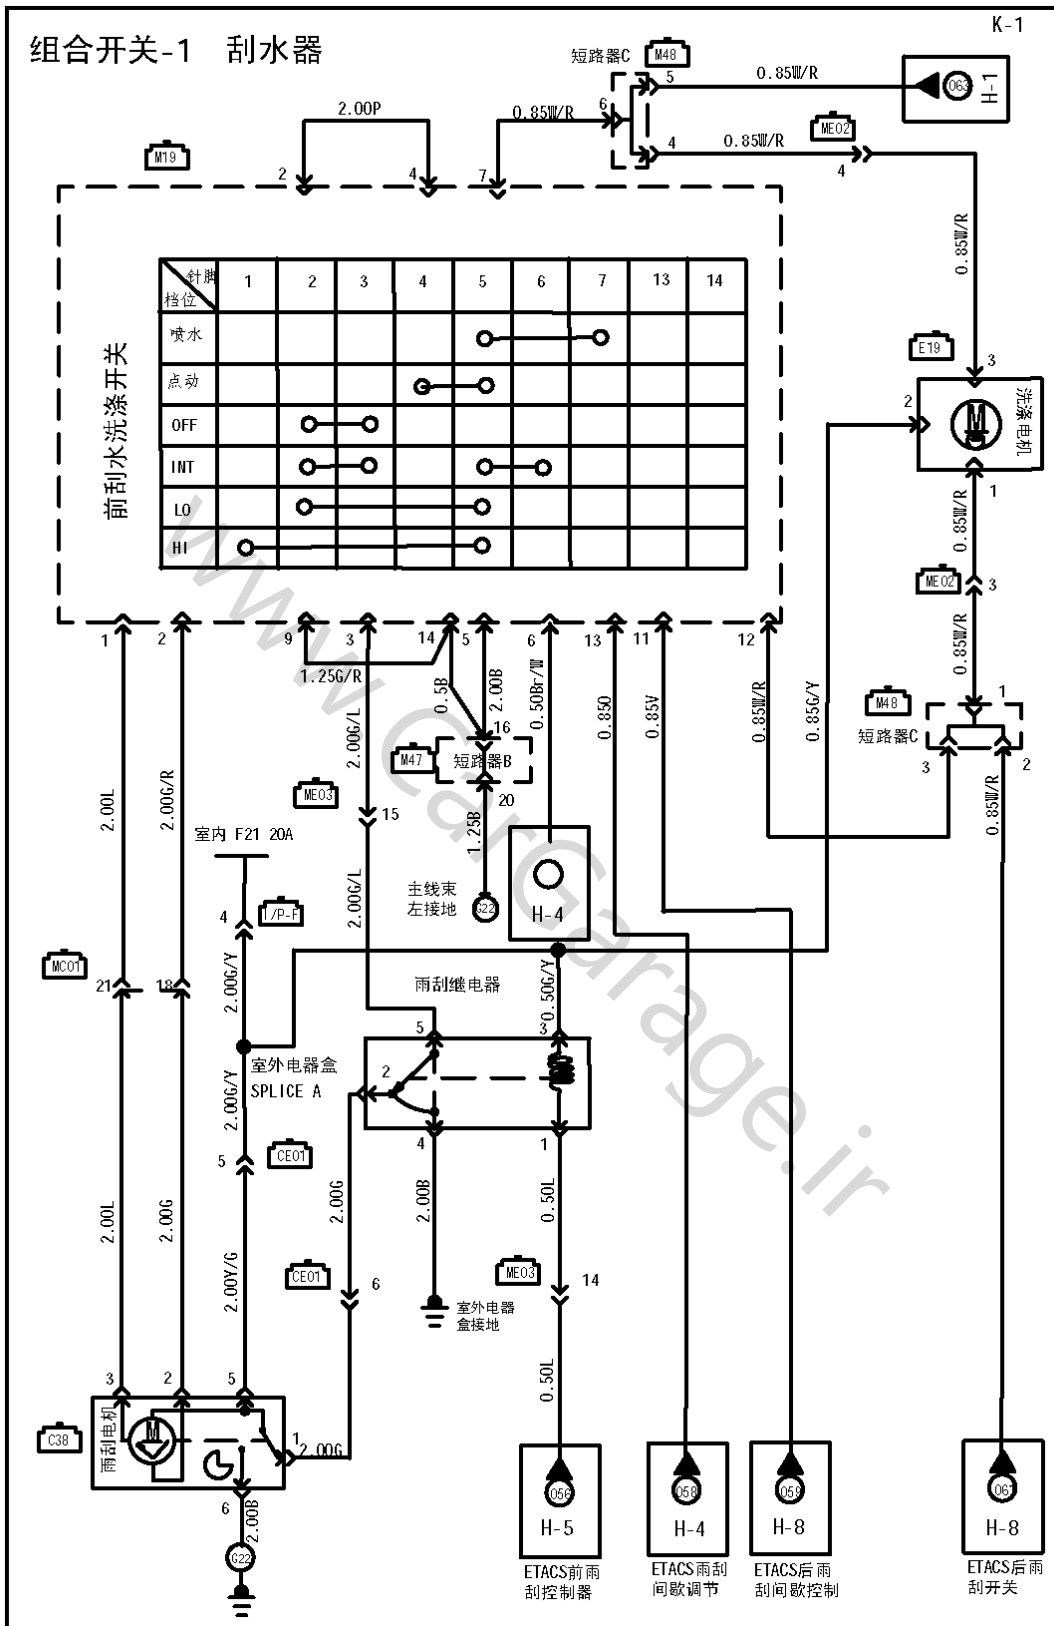 K-1
组合开关-1 刮水器
短路器C
M48
5
0.85W/R
O63
H-1
2.00P
0.85W/R
6
ME02
4
0.85W/R
4
M19
2
4
7
0.85W/R
针脚
档位
1 2 3 4 5 6 7 13 14
喷水
点动
OFF
INT
LO
HI
前刮水洗涤开关
E19
3
2
M
洗涤电机
1
0.85W/R
ME02
3
0.85W/R
1
M48
短路器C
3
2
0.85W/R
1
2
9
3
14
5
6
13
11
12
1.25G/R
0.5B
2.00B
0.50Br/W
0.85O
0.85V
0.85W/R
0.85G/Y
2.00G/L
16
M47
短路器B
20
1.25B
ME03
15
2.00L
2.00G/R
室内 F21 20A
4
I/P-F
2.00G/L
主线束
左接地
G22
H-4
MC01
21
18
2.00G/Y
雨刮继电器
0.50G/Y
5
3
室外电器盒
SPLICE A
2
2.00G/Y
4
1
5
CE01
2.00L
2.00G
2.00G
2.00B
0.50L
2.00Y/G
CE01
6
ME03
14
室外电器
盒接地
0.50L
3
2
5
C38
雨刮电机
M
1
2.00G
6
2.00B
G22
O56
H-5
ETACS前雨
刮控制器
O58
H-4
ETACS雨刮
间歇调节
O59
H-8
ETACS后雨
刮间歇控制
O61
H-8
ETACS后雨
刮开关
www.CarGarage.ir